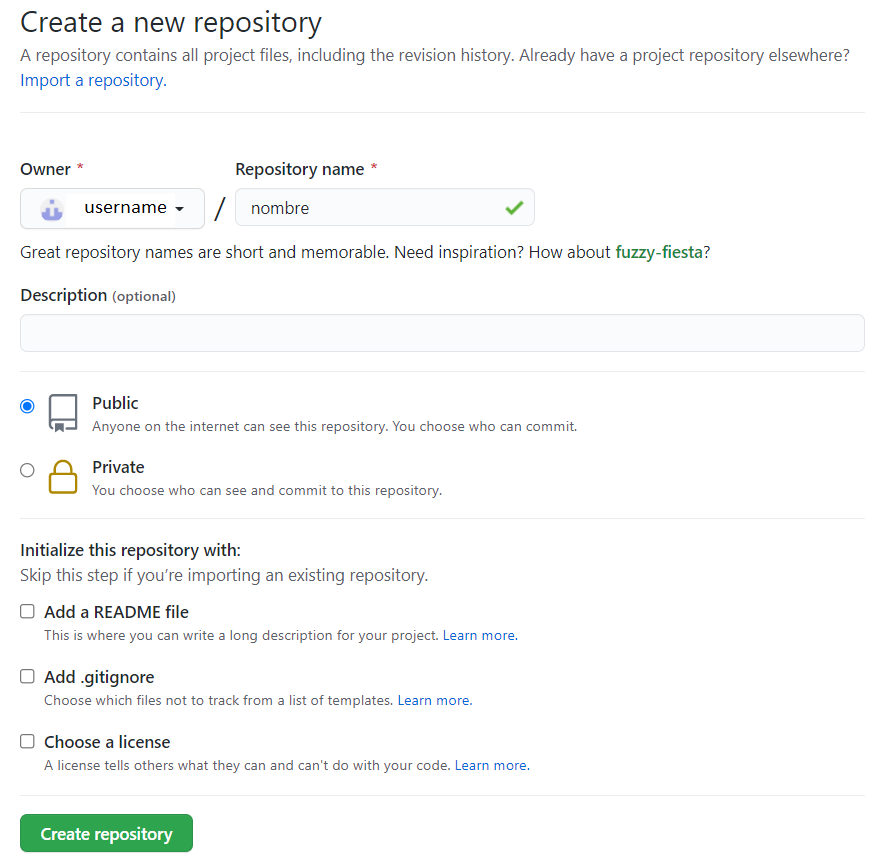 Create a new repository
A repository contains all project files, including the revision history. Already have a project repository elsewhere?
Import a repository.
Owner * Repository name *
username / nombre
Great repository names are short and memorable. Need inspiration? How about fuzzy-fiesta?
Description (optional)
Public
Anyone on the internet can see this repository. You choose who can commit.
Private
You choose who can see and commit to this repository.
Initialize this repository with:
Skip this step if you’re importing an existing repository.
Add a README file
This is where you can write a long description for your project. Learn more.
Add .gitignore
Choose which files not to track from a list of templates. Learn more.
Choose a license
A license tells others what they can and can't do with your code. Learn more.
Create repository